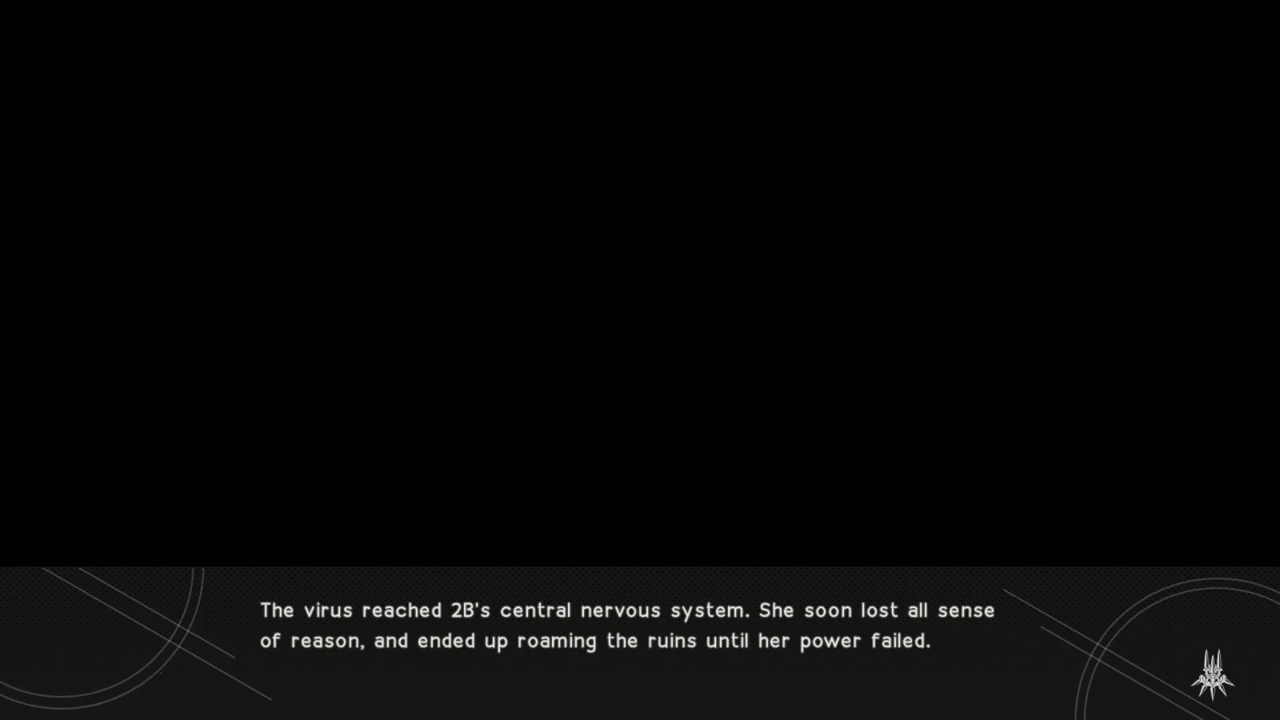 The virus reached 2B's central nervous system. She soon lost all sense
of reason, and ended up roaming the ruins until her power failed.